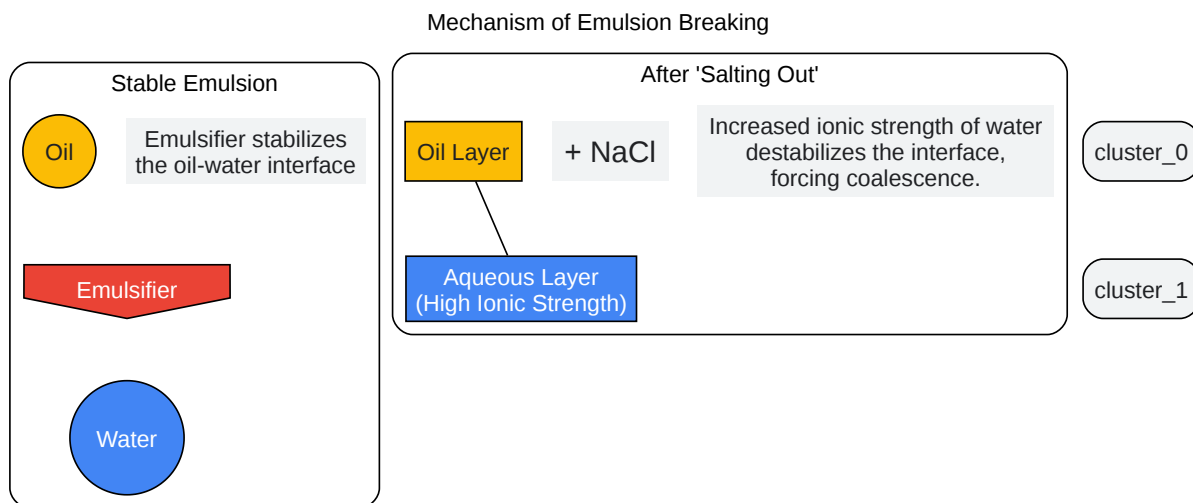 Mechanism of Emulsion Breaking
Stable Emulsion
Oil
Emulsifier stabilizes
the oil-water interface
Emulsifier
Water
After 'Salting Out'
Oil Layer
+ NaCl
Increased ionic strength of water
destabilizes the interface,
forcing coalescence.
Aqueous Layer
(High Ionic Strength)
cluster_0
cluster_1